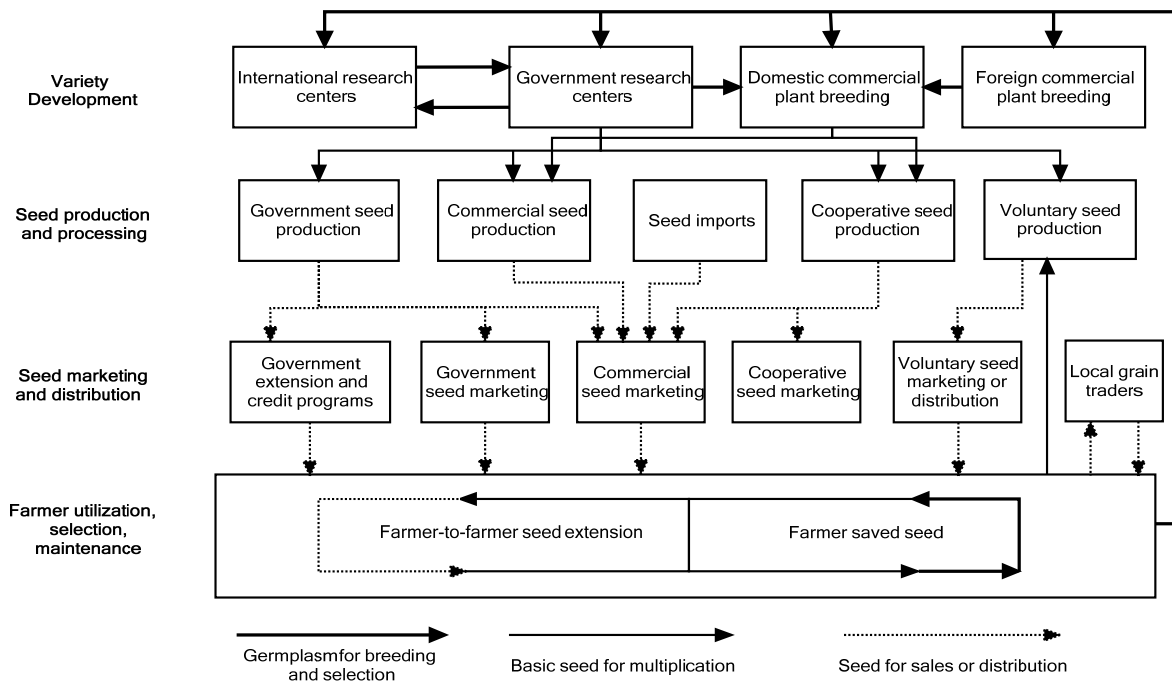 Variety
Development
International research
centers
Government research
centers
Domestic commercial
plant breeding
Foreign commercial
plant breeding
Seed production
and processing
Government seed
production
Commercial seed
production
Seed imports
Cooperative seed
production
Voluntary seed
production
Seed marketing
and distribution
Government
extension and
credit programs
Government
seed marketing
Commercial
seed marketing
Cooperative
seed marketing
Voluntary seed
marketing or
distribution
Local grain
traders
Farmer utilization,
selection,
maintenance
Farmer-to-farmer seed extension
Farmer saved seed
Germplasmfor breeding
and selection
Basic seed for multiplication
Seed for sales or distribution